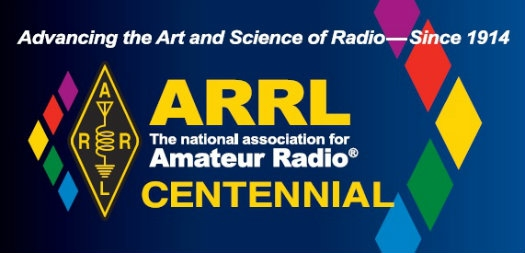 Advancing the Art and Science of Radio—Since 1914
A
R R
L
ARRL
The national association for
Amateur Radio®
CENTENNIAL